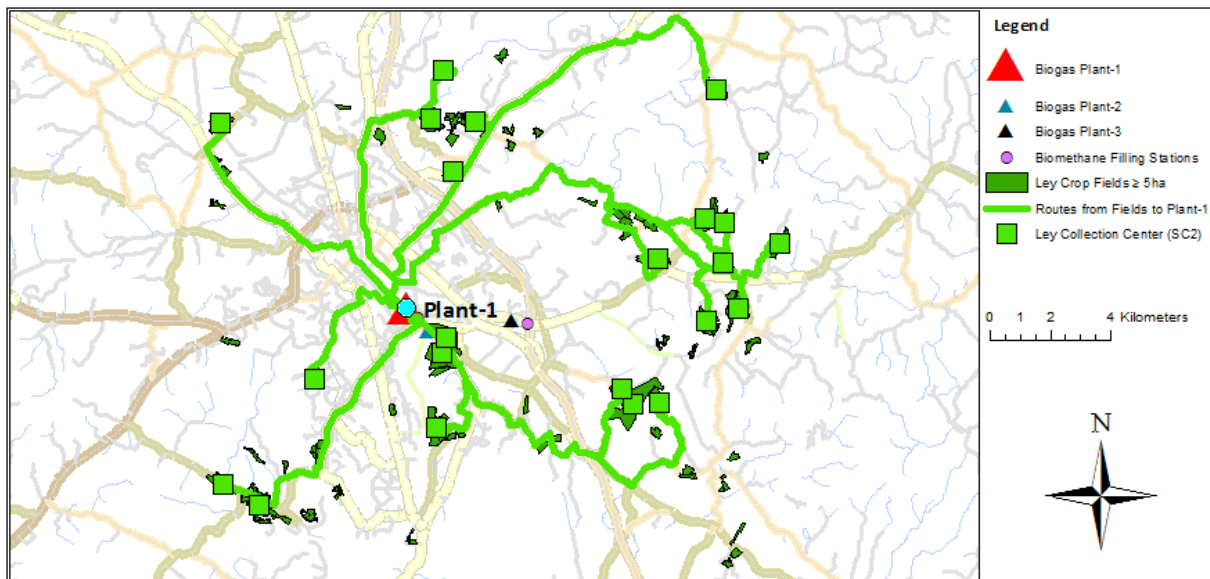 Plant-1
Legend
Biogas Plant-1
Biogas Plant-2
Biogas Plant-3
Biomethane Filling Stations
Ley Crop Fields ≥ 5ha
Routes from Fields to Plant-1
Ley Collection Center (SC2)
0 1 2 4 Kilometers
N